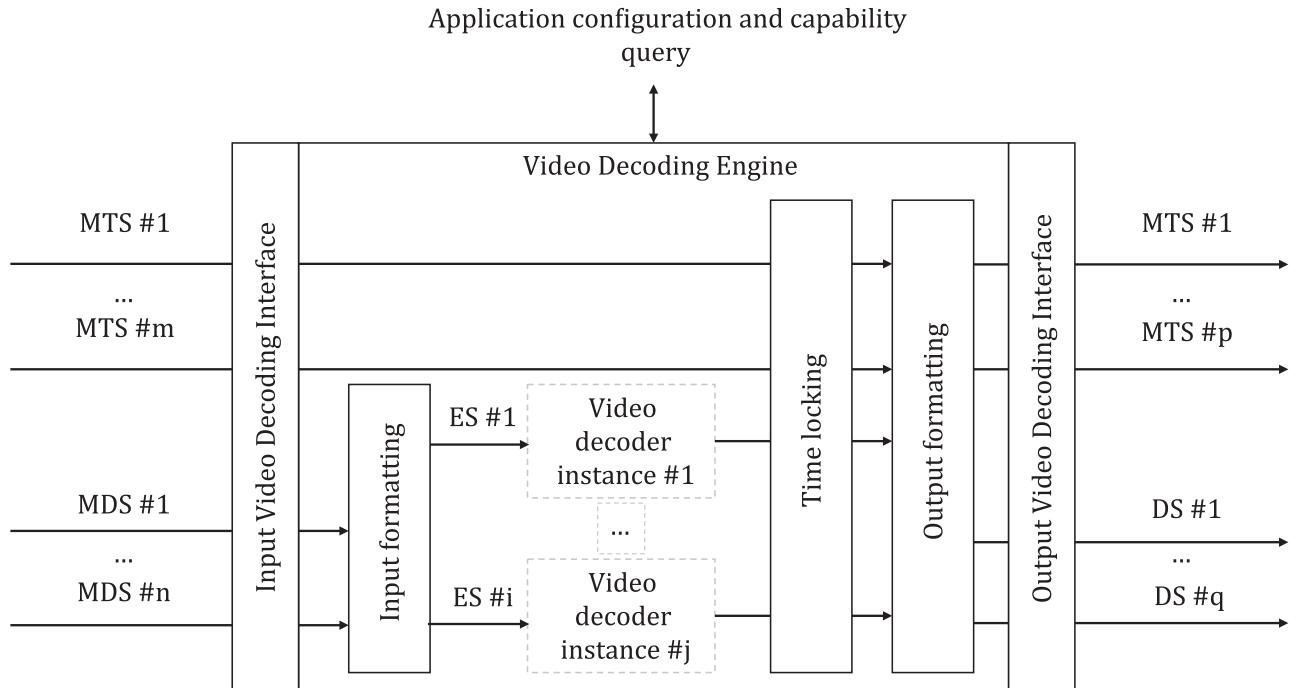 Application configuration and capability
query
Video Decoding Engine
MTS #1
...
MTS #m
MDS #1
...
MDS #n
Input Video Decoding Interface
Input formatting
ES #1
ES #i
Video
decoder
instance #1
...
Video
decoder
instance #j
Time locking
Output formatting
Output Video Decoding Interface
MTS #1
...
MTS #p
DS #1
...
DS #q